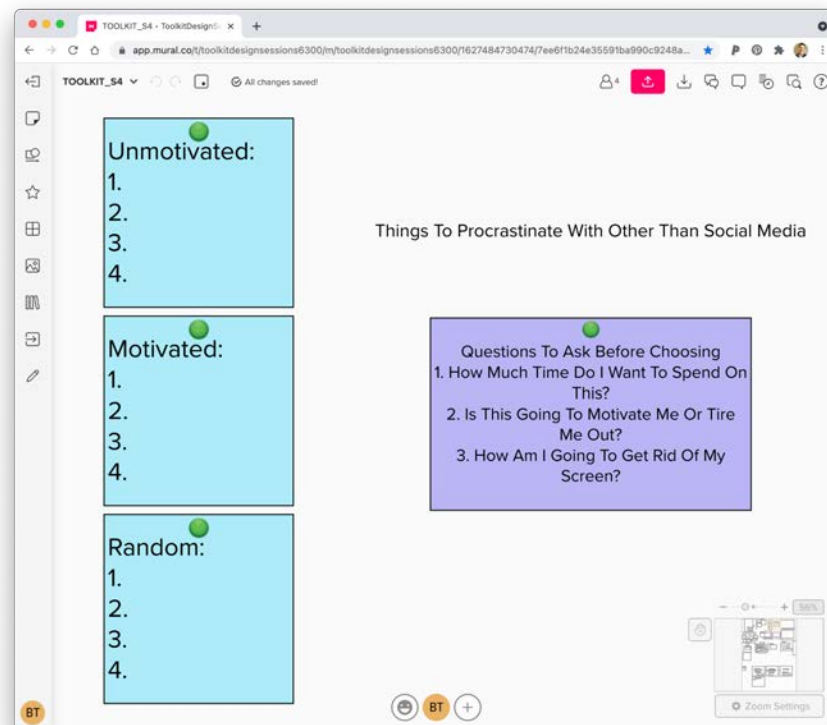 TOOLKIT_S4 • ToolkitDesignS
app.mural.co/t/toolkitdesignsessions6300/m/toolkitdesignsessions6300/1627484730474/7ee6f1b24e35591ba990c9248a...
TOOLKIT_S4
All changes saved!
4
Unmotivated:
1.
2.
3.
4.
Things To Procrastinate With Other Than Social Media
Motivated:
1.
2.
3.
4.
Questions To Ask Before Choosing
1. How Much Time Do I Want To Spend On
This?
2. Is This Going To Motivate Me Or Tire
Me Out?
3. How Am I Going To Get Rid Of My
Screen?
Random:
1.
2.
3.
4.
56%
Zoom Settings
BT
BT